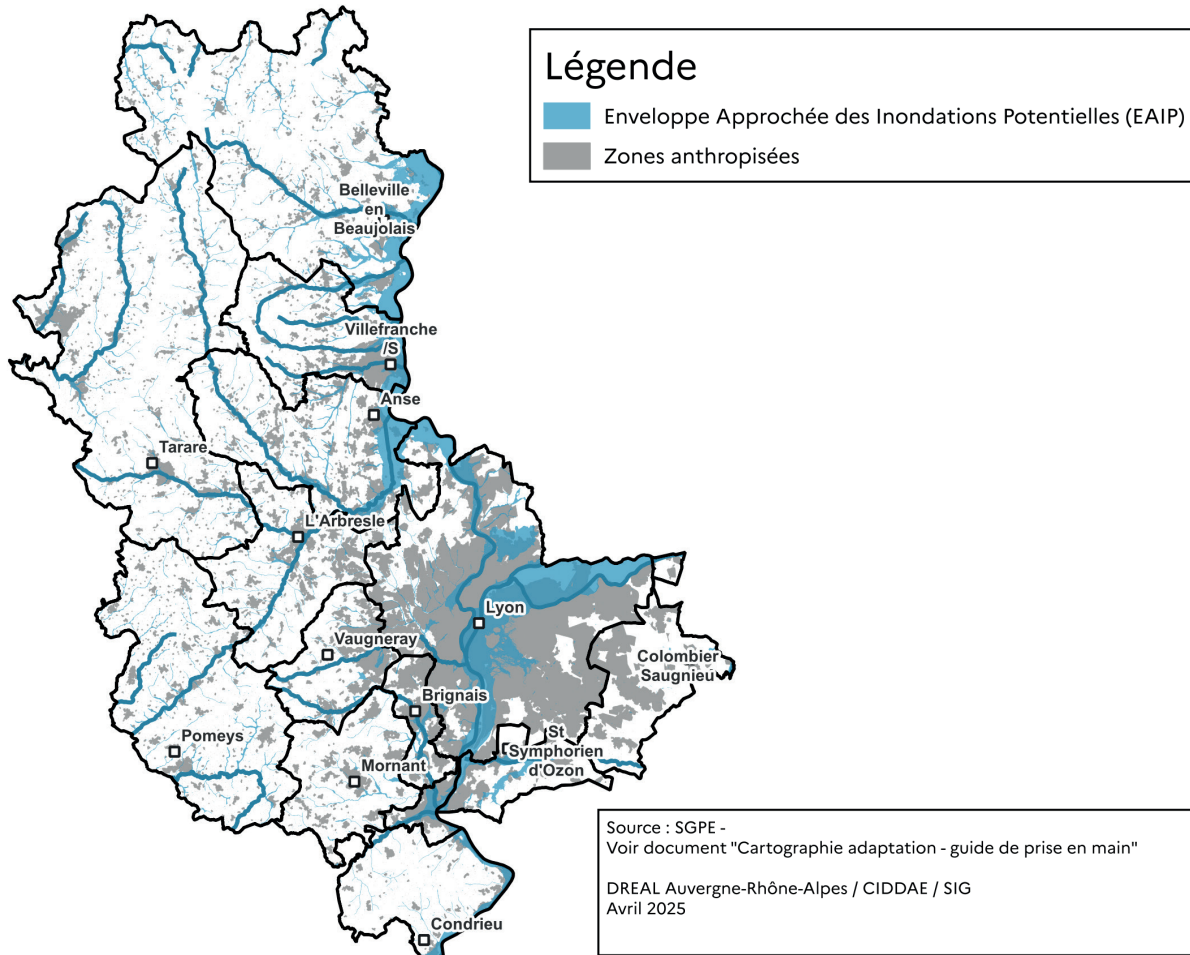 Légende
Enveloppe Approchée des Inondations Potentielles (EAIP)
Zones anthropisées
Belleville
en
Beaujolais
Villefranche
/S
Anse
Tarare
L'Arbresle
Lyon
Vaugneray
Colombier
Saugnieu
Brignais
St
Symphorien
d'Ozon
Pomeys
Mornant
Condrieu
Source : SGPE -
Voir document "Cartographie adaptation - guide de prise en main"
DREAL Auvergne-Rhône-Alpes / CIDDAE / SIG
Avril 2025